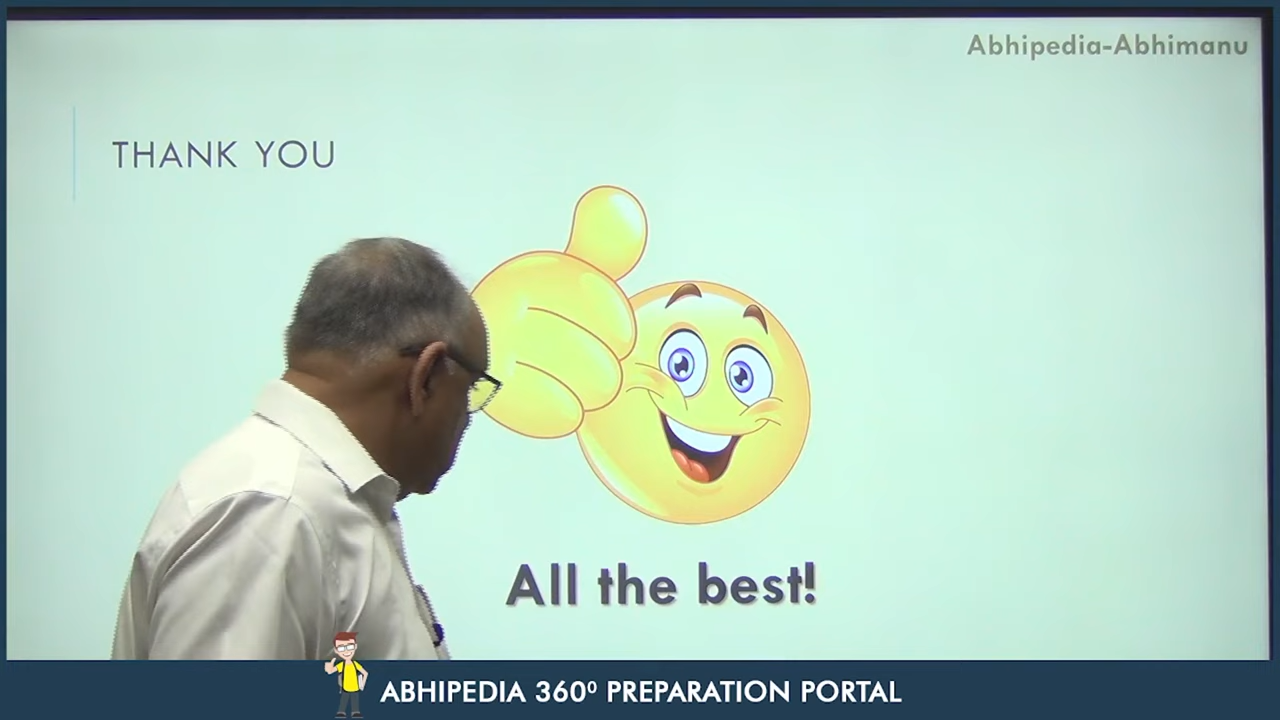 Abhipedia-Abhimanu
THANK YOU
All the best!
ABHIPEDIA 360⁰ PREPARATION PORTAL